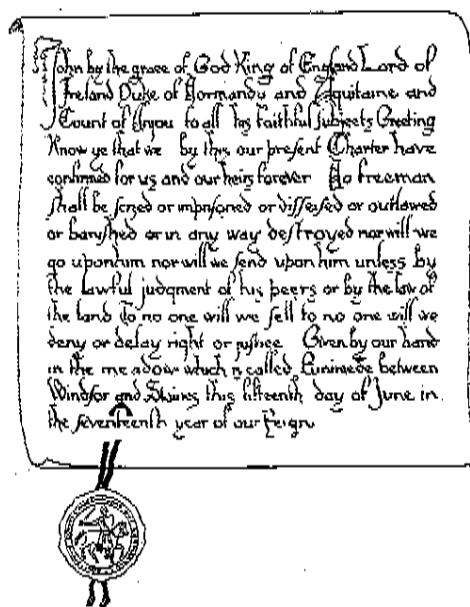 John by the grace of God King of England Lord of
Ireland Duke of Normandy and Aquitaine and
Count of Anjou to all his faithful subjects Greeting
Know ye that we by this our present Charter have
confirmed for us and our heirs forever No freeman
shall be seized or imprisoned or disseised or outlawed
or banished or in any way destroyed nor will we
go upon him nor will we send upon him unless by
the lawful judgment of his peers or by the law of
the land To no one will we sell to no one will we
deny or delay right or justice Given by our hand
in the meadow which is called Runimede between
Windsor and Staines this fifteenth day of June in
the seventeenth year of our Reign